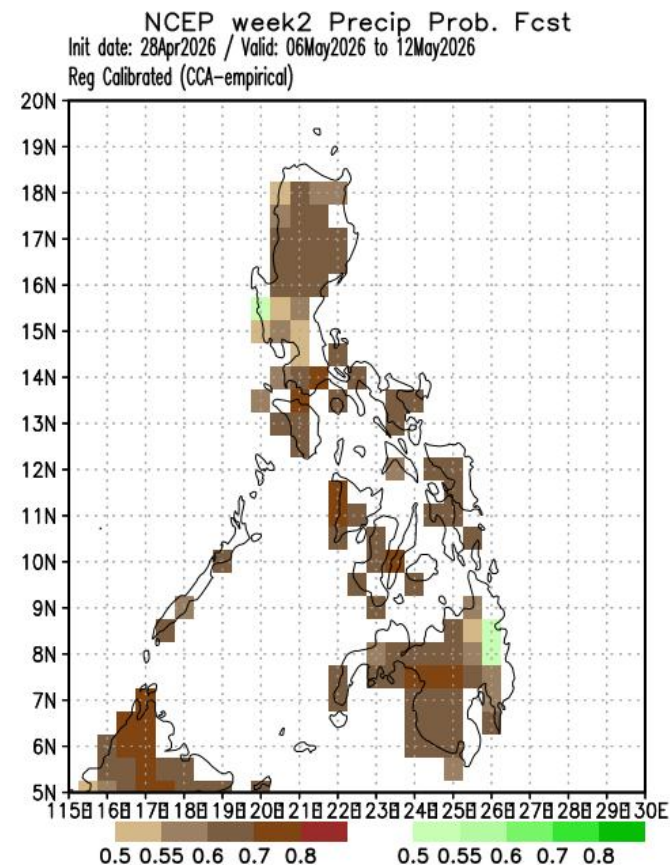 NCEP week2 Precip Prob. Fcst
Init date: 28Apr2026 / Valid: 06May2026 to 12May2026
Reg Calibrated (CCA-empirical)
20N
19N
18N
17N
16N
15N
14N
13N
12N
11N
10N
9N
8N
7N
6N
5N
115E 116E 117E 118E 119E 120E 121E 122E 123E 124E 125E 126E 127E 128E 129E 130E
0.5 0.55 0.6 0.7 0.8 0.5 0.55 0.6 0.7 0.8